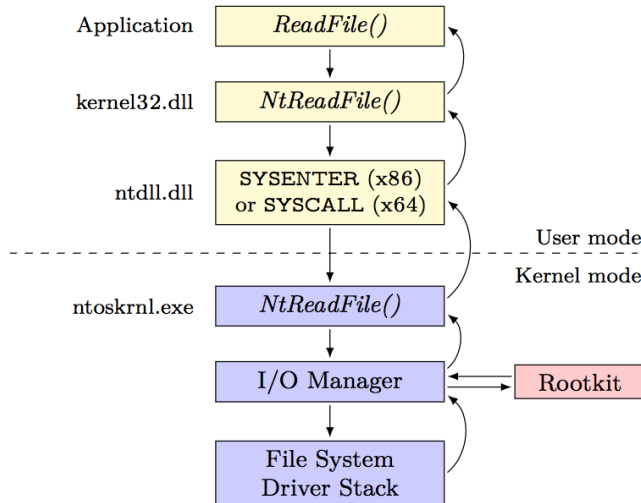 Application
ReadFile()
kernel32.dll
NtReadFile()
ntdll.dll
SYSENTER (x86)
or SYSCALL (x64)
User mode
Kernel mode
ntoskrnl.exe
NtReadFile()
I/O Manager
Rootkit
File System
Driver Stack